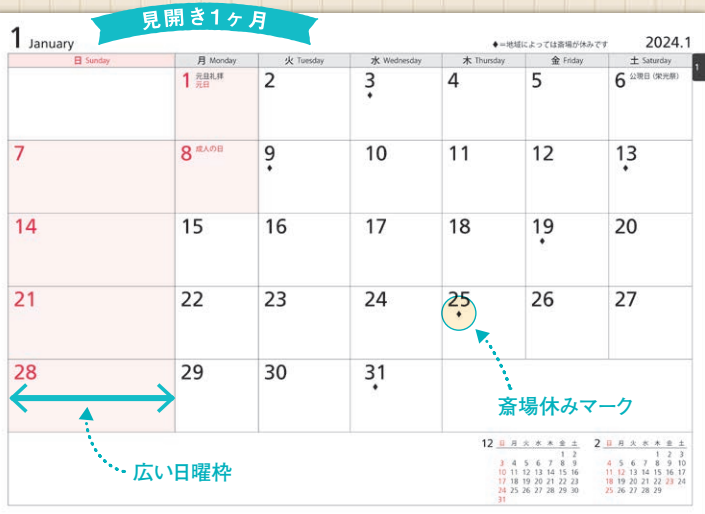 見開き1ヶ月
1 January
♦=地域によっては斎場が休みです 2024.1
日 Sunday 月 Monday 火 Tuesday 水 Wednesday 木 Thursday 金 Friday 土 Saturday 1
1 元旦礼拝 元日 2 3 ♦ 4 5 6 公現日(栄光祭)
7 8 成人の日 9 ♦ 10 11 12 13 ♦
14 15 16 17 18 19 ♦ 20
21 22 23 24 25 ♦ 26 27
28 29 30 31 ♦
斎場休みマーク
広い日曜枠
12 日 月 火 水 木 金 土
1 2
3 4 5 6 7 8 9
10 11 12 13 14 15 16
17 18 19 20 21 22 23
24 25 26 27 28 29 30
31
2 日 月 火 水 木 金 土
1 2 3
4 5 6 7 8 9 10
11 12 13 14 15 16 17
18 19 20 21 22 23 24
25 26 27 28 29